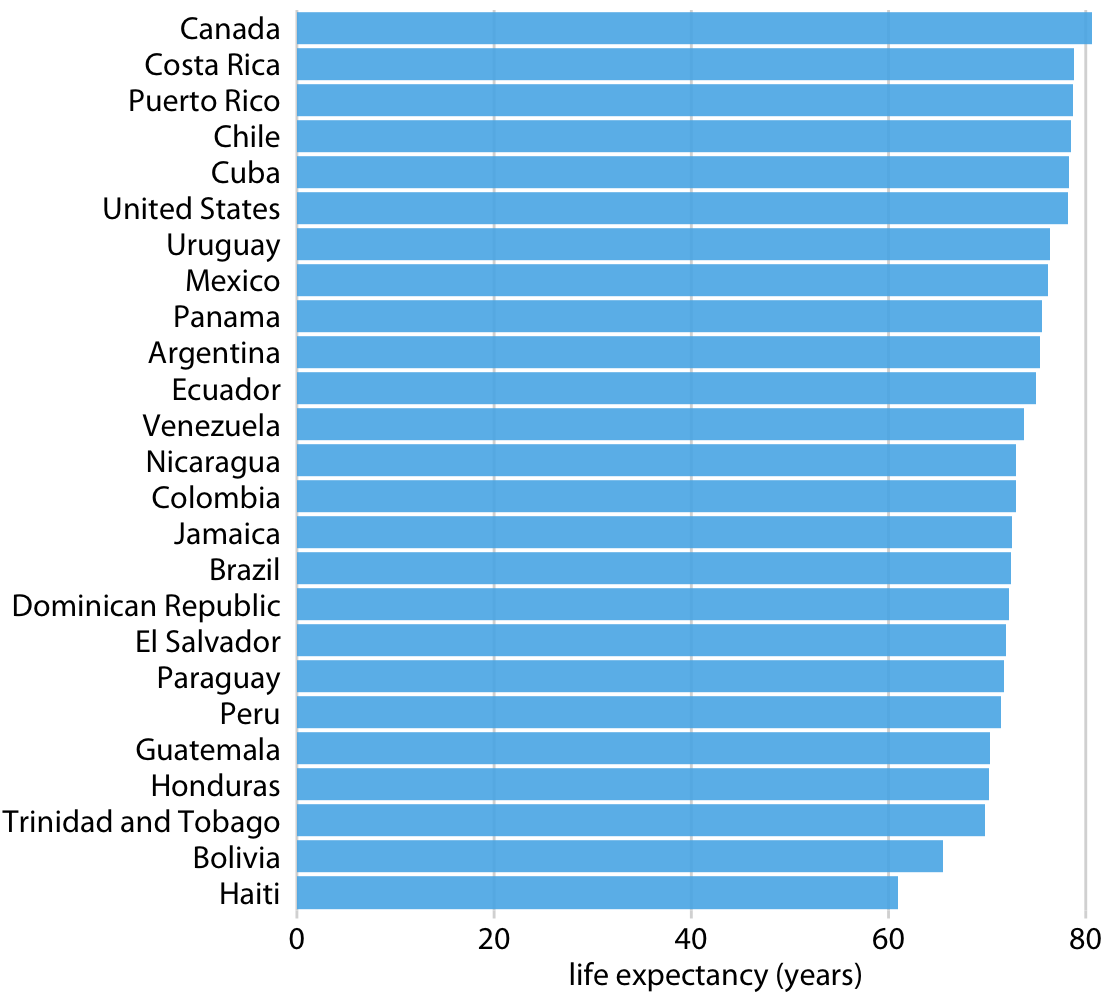 Canada
Costa Rica
Puerto Rico
Chile
Cuba
United States
Uruguay
Mexico
Panama
Argentina
Ecuador
Venezuela
Nicaragua
Colombia
Jamaica
Brazil
Dominican Republic
El Salvador
Paraguay
Peru
Guatemala
Honduras
Trinidad and Tobago
Bolivia
Haiti
0 20 40 60 80
life expectancy (years)